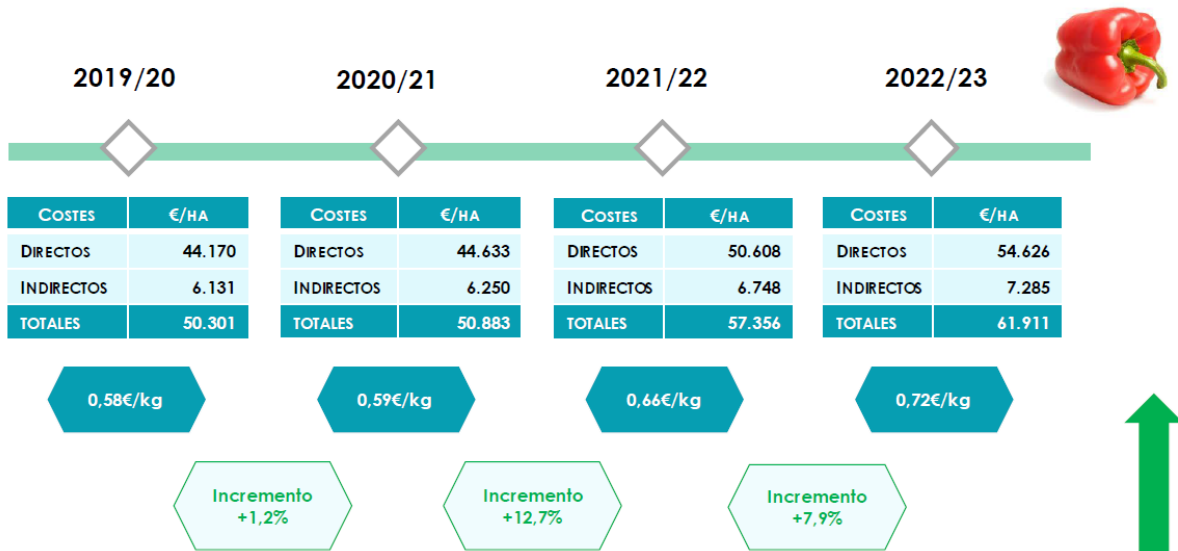 2019/20
2020/21
2021/22
2022/23
COSTES €/HA
DIRECTOS 44.170
INDIRECTOS 6.131
TOTALES 50.301
COSTES €/HA
DIRECTOS 44.633
INDIRECTOS 6.250
TOTALES 50.883
COSTES €/HA
DIRECTOS 50.608
INDIRECTOS 6.748
TOTALES 57.356
COSTES €/HA
DIRECTOS 54.626
INDIRECTOS 7.285
TOTALES 61.911
0,58€/kg
0,59€/kg
0,66€/kg
0,72€/kg
Incremento
+1,2%
Incremento
+12,7%
Incremento
+7,9%